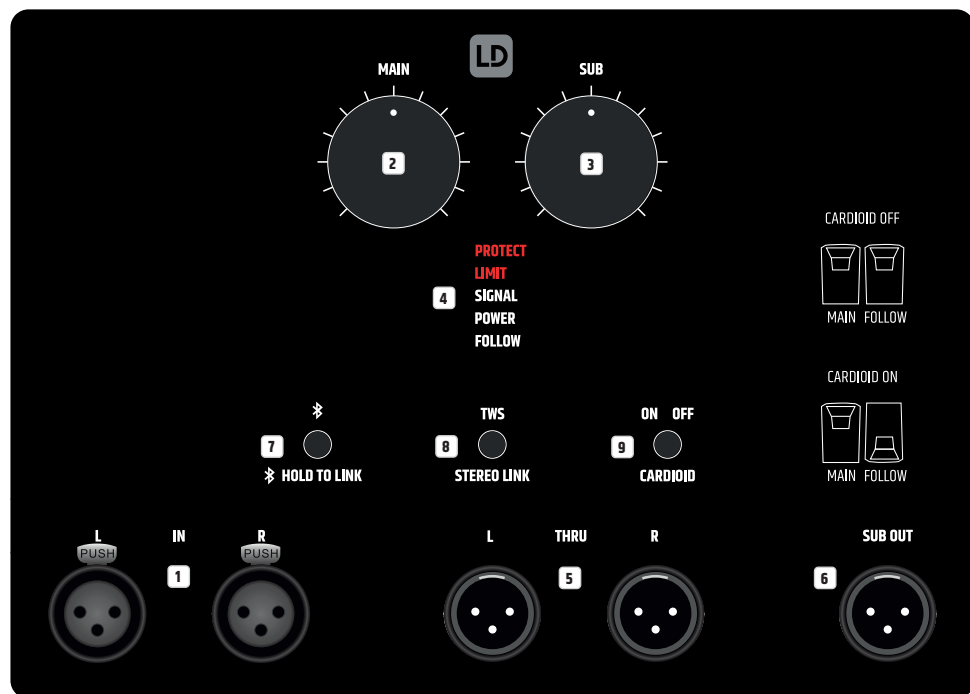 LD
MAIN
SUB
2
3
PROTECT
LIMIT
4
SIGNAL
POWER
FOLLOW
CARDIOID OFF
MAIN FOLLOW
CARDIOID ON
MAIN FOLLOW
TWS
ON OFF
7
8
9
HOLD TO LINK
STEREO LINK
CARDIOID
L IN R
PUSH
PUSH
1
L THRU R
5
SUB OUT
6